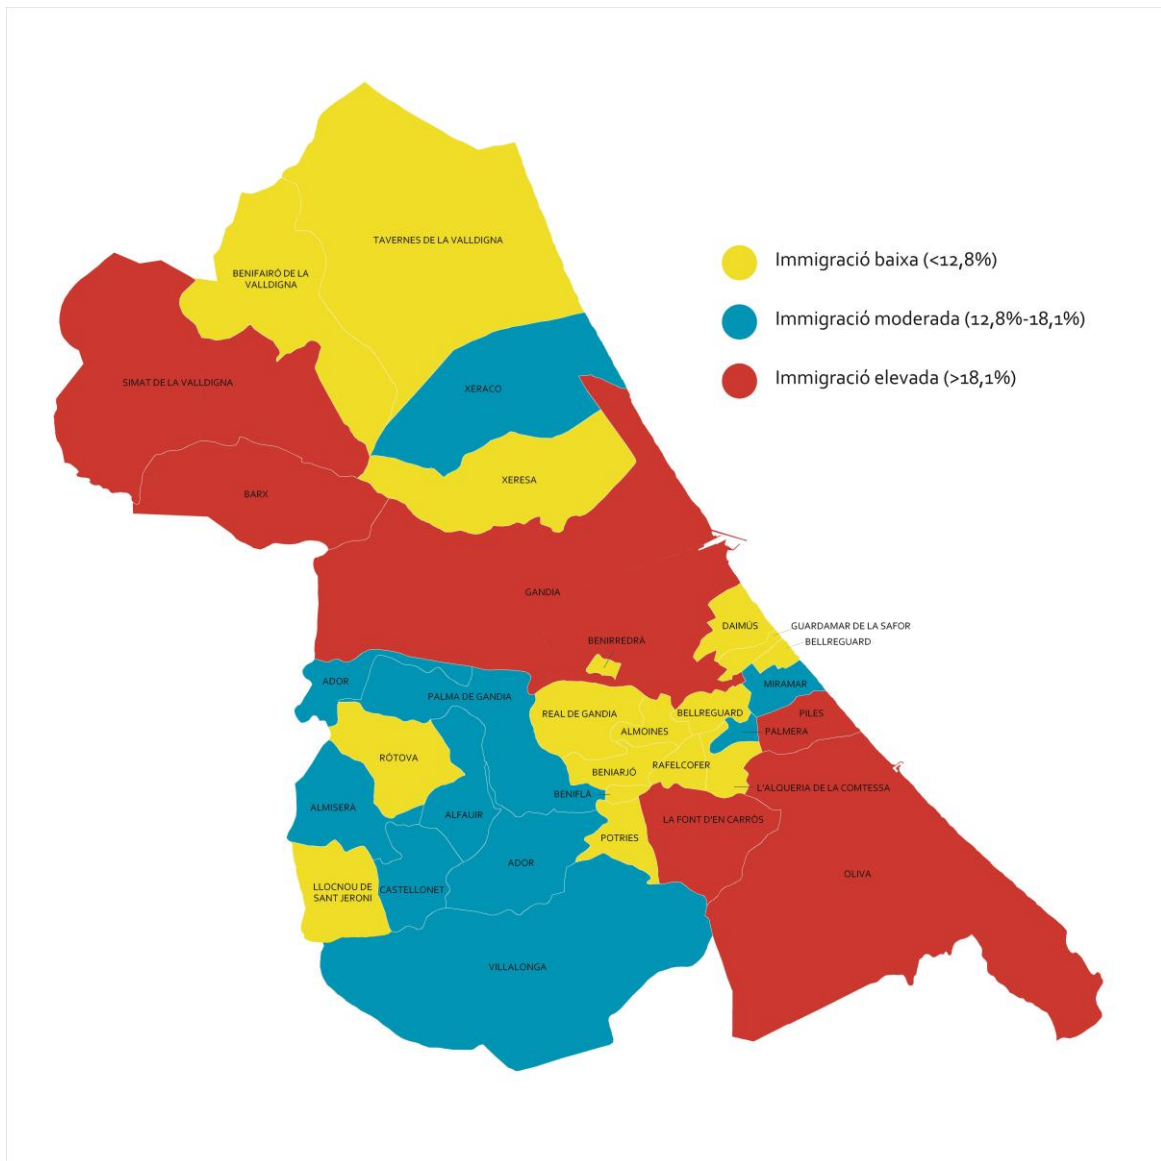 TAVERNES DE LA VALLDIGNA
BENIFAIRÓ DE LA
VALLDIGNA
Immigració baixa (<12,8%)
Immigració moderada (12,8%-18,1%)
Immigració elevada (>18,1%)
SIMAT DE LA VALLDIGNA
XERACO
XERESA
BARX
GANDIA
DAIMÚS
GUARDAMAR DE LA SAFOR
BELLREGUARD
BENIRREDRÀ
ADOR
PALMA DE GANDIA
MIRAMAR
REAL DE GANDIA
BELLREGUARD
PILES
ALMOINES
PALMERA
RÓTOVA
BENIARJÓ
RAFELCOFER
L'ALQUERIA DE LA COMTESSA
BENIFLÀ
ALMISERÀ
ALFAUIR
LA FONT D'EN CARRÒS
POTRIES
ADOR
OLIVA
LLOCNOU DE
SANT JERONI
CASTELLONET
VILLALONGA